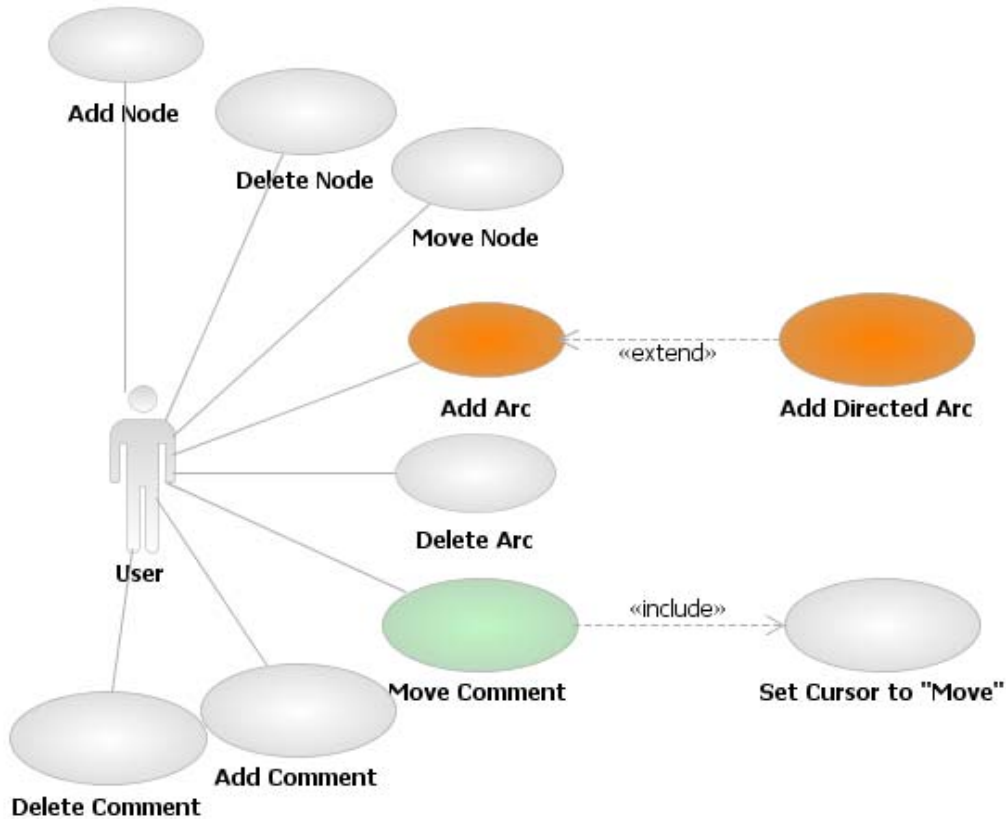 Add Node
Delete Node
Move Node
«extend»
Add Arc
Add Directed Arc
Delete Arc
User
«include»
Move Comment
Set Cursor to "Move"
Add Comment
Delete Comment